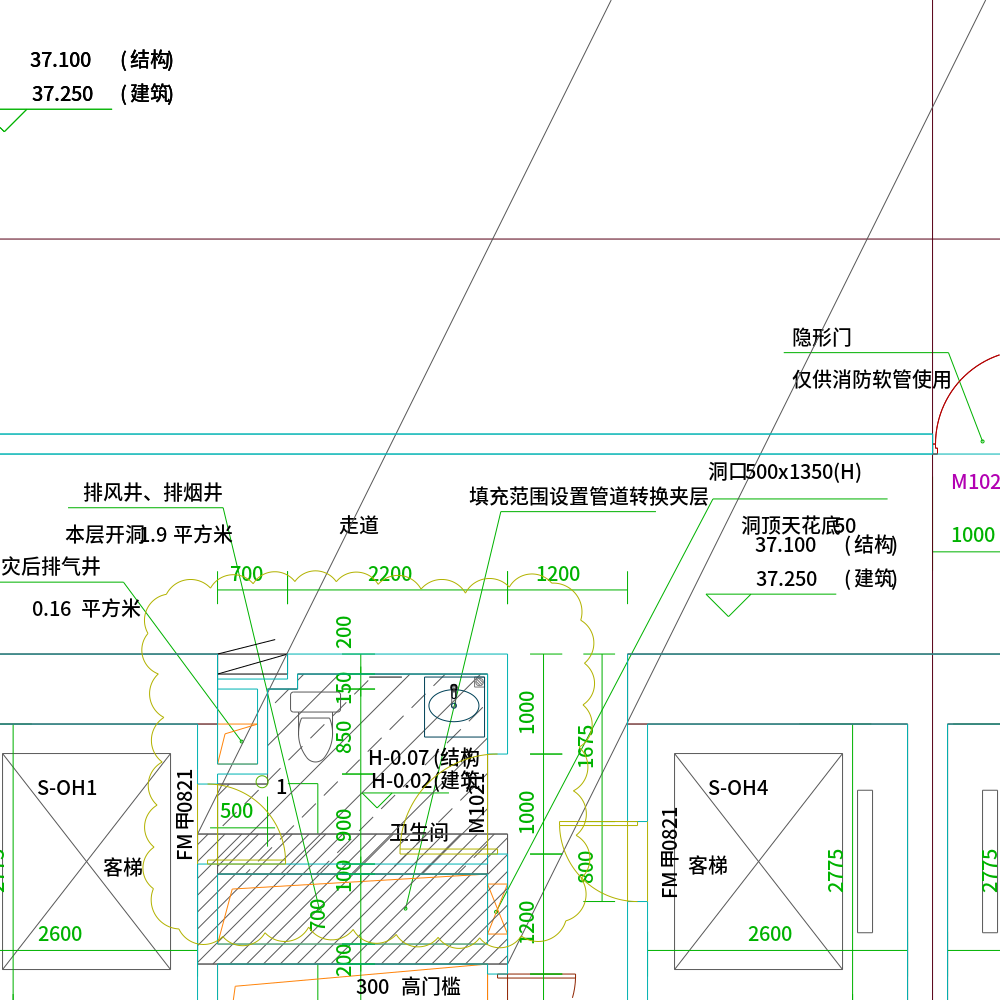 37.100 (结构)
37.250 (建筑)
隐形门
仅供消防软管使用
洞口500x1350(H)
M102
排风井、排烟井
填充范围设置管道转换夹层
本层开洞1.9 平方米
走道
洞顶天花底50
1000
37.100 (结构)
灾后排气井
700
2200
1200
37.250 (建筑)
0.16 平方米
200
150
850
1000
1675
H-0.07(结构
H-0.02(建筑
S-OH1
1
S-OH4
FM甲0821
500
M1021
900
1000
FM甲0821
卫生间
客梯
客梯
100
800
2775
2775
2775
700
1200
2600
2600
200
300 高门槛